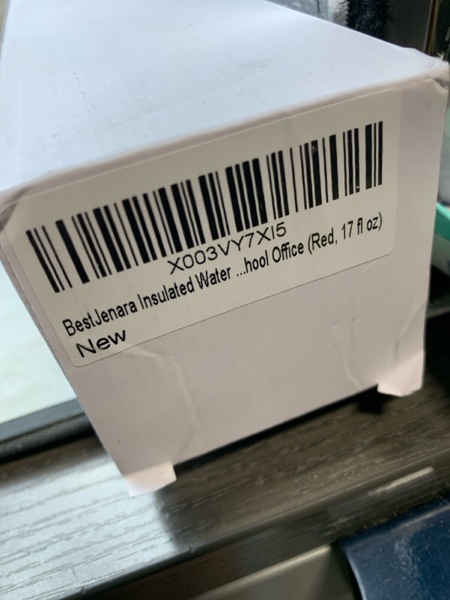 X003VY7XI5
BestJenara Insulated Water ...hool Office (Red, 17 fl oz)
New